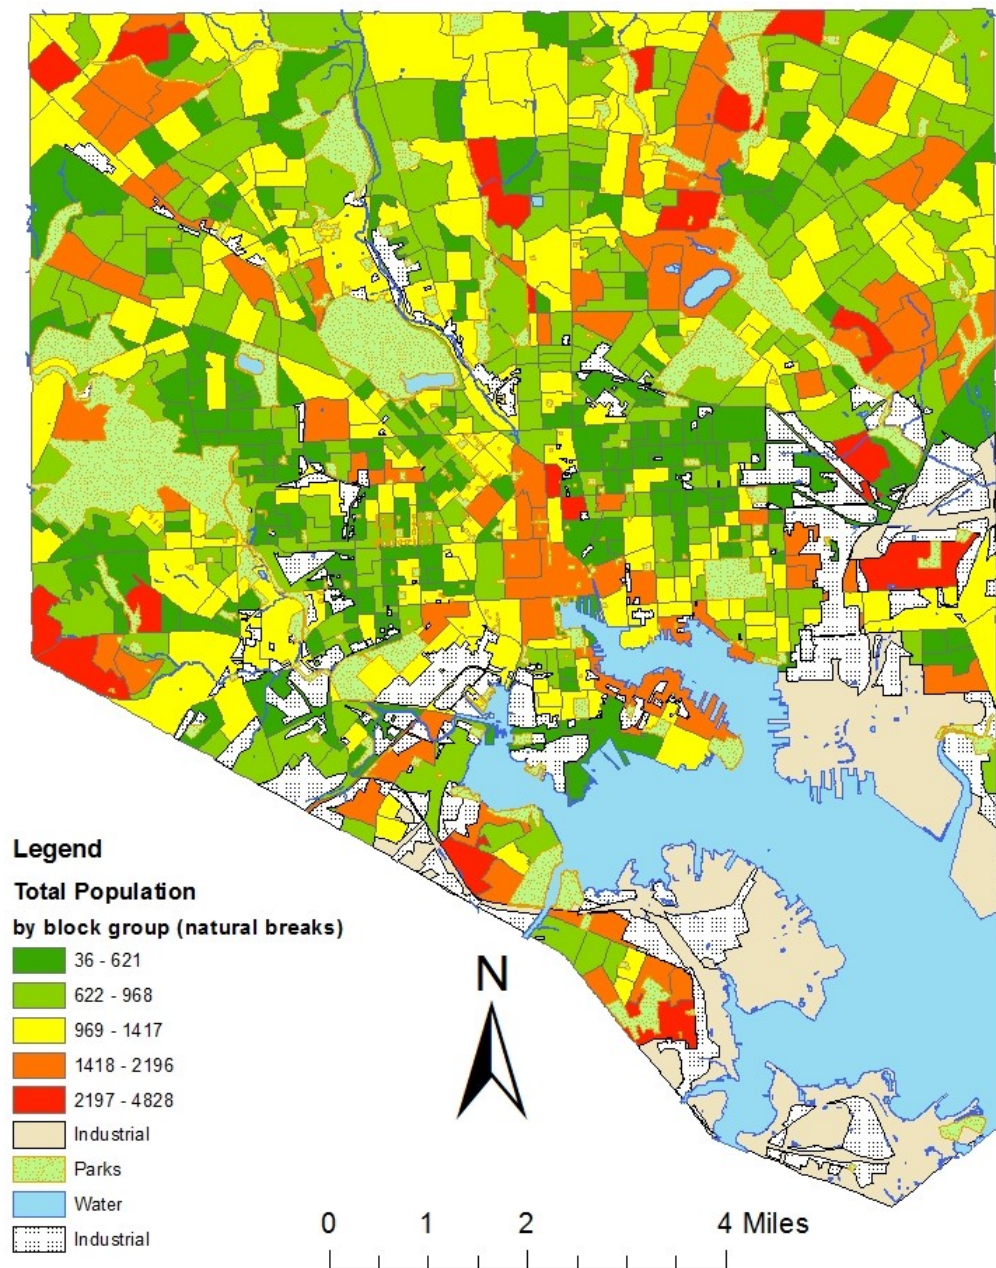 Legend
Total Population
by block group (natural breaks)
36 - 621
622 - 968
969 - 1417
1418 - 2196
2197 - 4828
Industrial
Parks
Water
Industrial
N
0 1 2 4 Miles